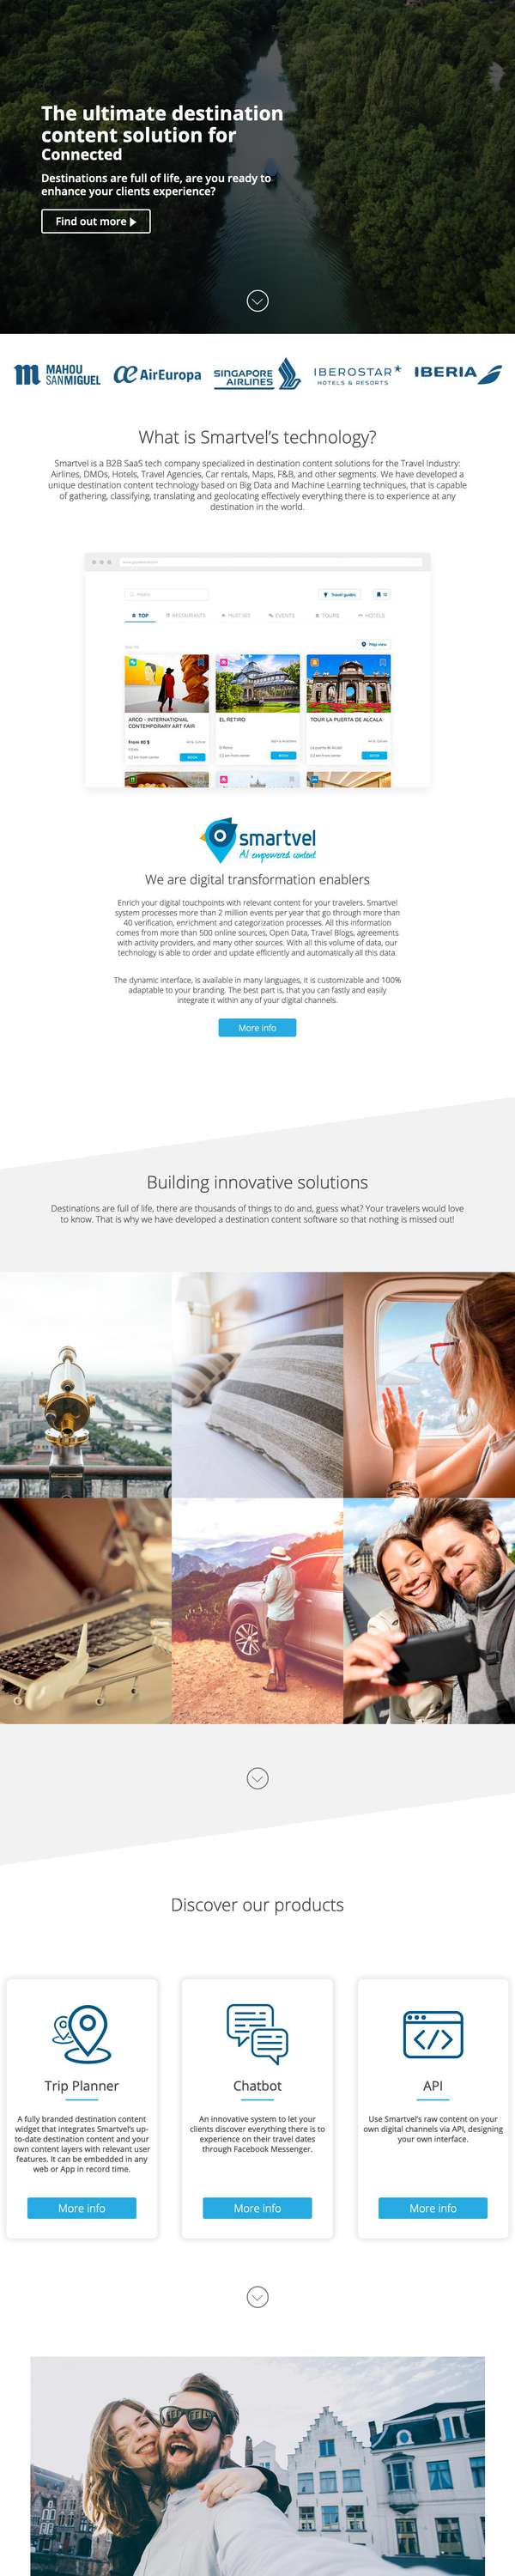 The ultimate destination
content solution for
Connected
Destinations are full of life, are you ready to
enhance your clients experience?
Find out more
MAHOU
SANMIGUEL
AirEuropa
SINGAPORE
AIRLINES
IBEROSTAR
HOTELS & RESORTS
IBERIA
What is Smartvel's technology?
Smartvel is a B2B SaaS tech company specialized in destination content solutions for the Travel Industry:
Airlines, DMOs, Hotels, Travel Agencies, Car rentals, Maps, F&B, and other segments. We have developed a
unique destination content technology based on Big Data and Machine Learning techniques, that is capable
of gathering, classifying, translating and geolocating effectively everything there is to experience at any
destination in the world.
Travel guides
TOP
RESTAURANTS
MUST SEE
EVENTS
TOURS
HOTELS
Map view
ARCO - INTERNATIONAL
CONTEMPORARY ART FAIR
EL RETIRO
TOUR LA PUERTA DE ALCALA
From 40 $
BOOK
BOOK
BOOK
smartvel
AI empowered content
We are digital transformation enablers
Enrich your digital touchpoints with relevant content for your travelers. Smartvel
system processes more than 2 million events per year that go through more than
40 verification, enrichment and categorization processes. All this information
comes from more than 500 online sources, Open Data, Travel Blogs, agreements
with activity providers, and many other sources. With all this volume of data, our
technology is able to order and update efficiently and automatically all this data.
The dynamic interface, is available in many languages, it is customizable and 100%
adaptable to your branding. The best part is, that you can fastly and easily
integrate it within any of your digital channels.
More info
Building innovative solutions
Destinations are full of life, there are thousands of things to do and, guess what? Your travelers would love
to know. That is why we have developed a destination content software so that nothing is missed out!
Discover our products
Trip Planner
A fully branded destination content
widget that integrates Smartvel's up-
to-date destination content and your
own content layers with relevant user
features. It can be embedded in any
web or App in record time.
More info
Chatbot
An innovative system to let your
clients discover everything there is to
experience on their travel dates
through Facebook Messenger.
More info
API
Use Smartvel's raw content on your
own digital channels via API, designing
your own interface.
More info